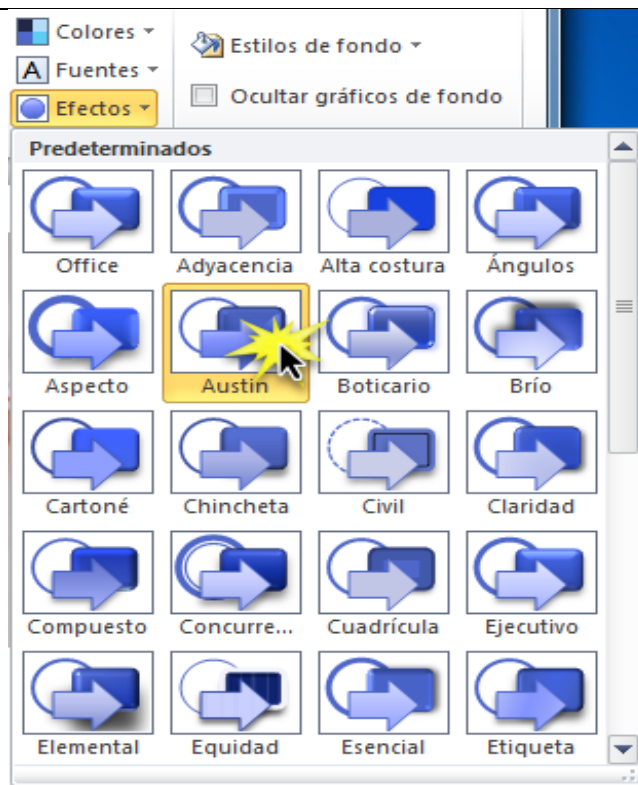 Colores
Fuentes
Efectos
Estilos de fondo
Ocultar gráficos de fondo
Predeterminados
Office Adyacencia Alta costura Ángulos
Aspecto Austin Boticario Brío
Cartoné Chincheta Civil Claridad
Compuesto Concurre... Cuadrícula Ejecutivo
Elemental Equidad Esencial Etiqueta